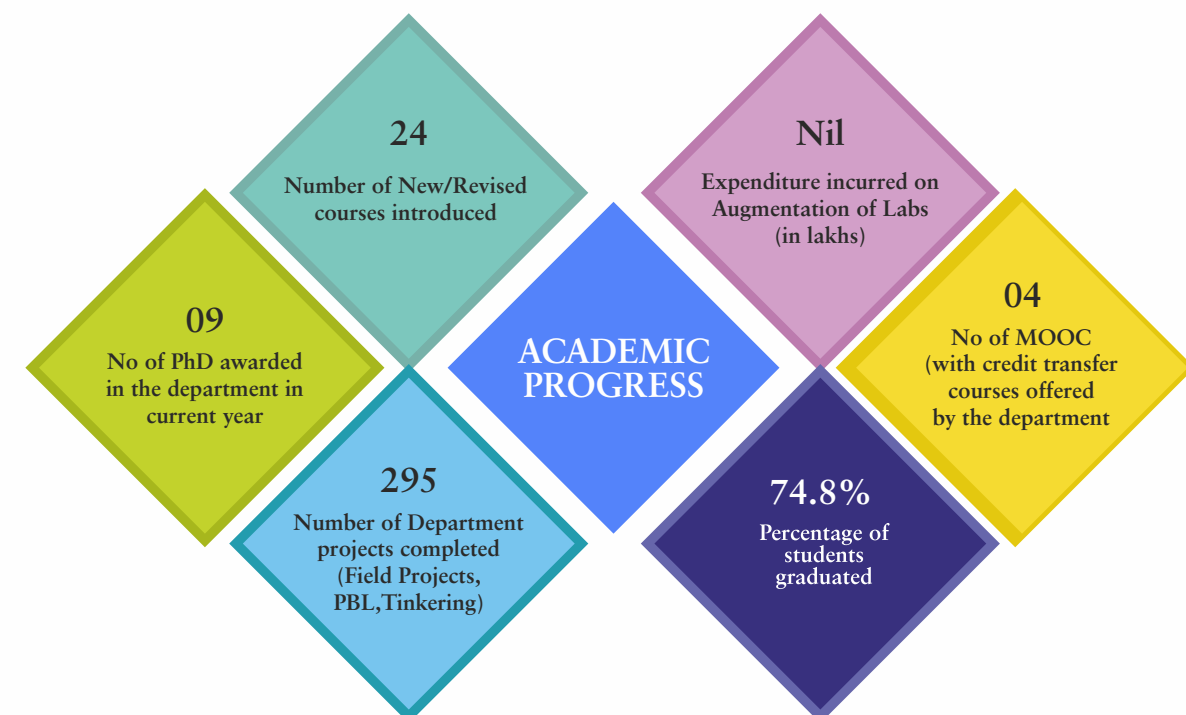 24
Number of New/Revised
courses introduced
Nil
Expenditure incurred on
Augmentation of Labs
(in lakhs)
09
No of PhD awarded
in the department in
current year
ACADEMIC
PROGRESS
04
No of MOOC
(with credit transfer
courses offered
by the department
295
Number of Department
projects completed
(Field Projects,
PBL,Tinkering)
74.8%
Percentage of
students
graduated